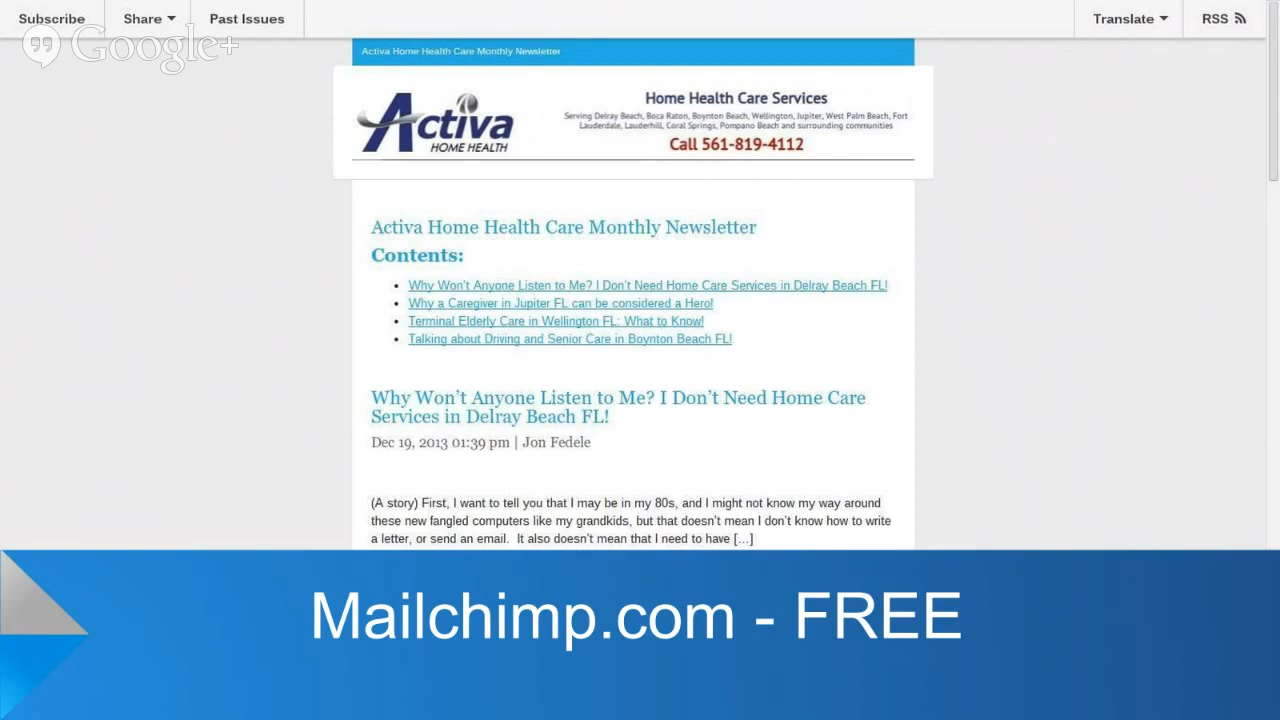 Subscribe Share Past Issues Translate RSS
Google+
Activa Home Health Care Monthly Newsletter
Activa
HOME HEALTH
Home Health Care Services
Serving Delray Beach, Boca Raton, Boynton Beach, Wellington, Jupiter, West Palm Beach, Fort
Lauderdale, Lauderhill, Coral Springs, Pompano Beach and surrounding communities
Call 561-819-4112
Activa Home Health Care Monthly Newsletter
Contents:
• Why Won't Anyone Listen to Me? I Don't Need Home Care Services in Delray Beach FL!
• Why a Caregiver in Jupiter FL can be considered a Hero!
• Terminal Elderly Care in Wellington FL: What to Know!
• Talking about Driving and Senior Care in Boynton Beach FL!
Why Won't Anyone Listen to Me? I Don't Need Home Care
Services in Delray Beach FL!
Dec 19, 2013 01:39 pm | Jon Fedele
(A story) First, I want to tell you that I may be in my 80s, and I might not know my way around
these new fangled computers like my grandkids, but that doesn't mean I don't know how to write
a letter, or send an email. It also doesn't mean that I need to have [...]
Mailchimp.com - FREE